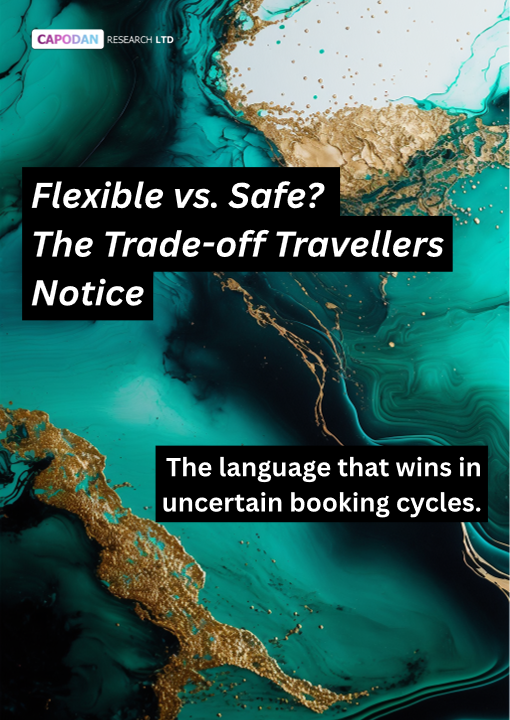 CAPODAN RESEARCH LTD
Flexible vs. Safe?
The Trade-off Travellers
Notice
The language that wins in
uncertain booking cycles.